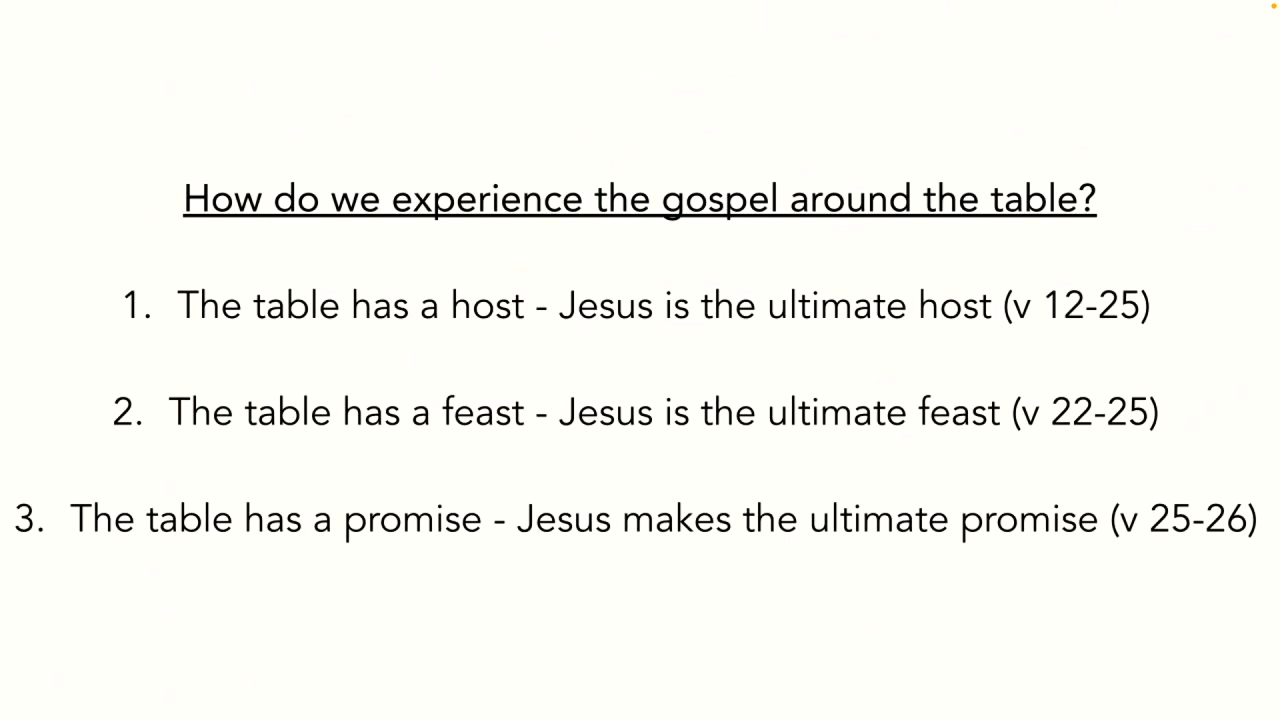 How do we experience the gospel around the table?
1. The table has a host - Jesus is the ultimate host (v 12-25)
2. The table has a feast - Jesus is the ultimate feast (v 22-25)
3. The table has a promise - Jesus makes the ultimate promise (v 25-26)